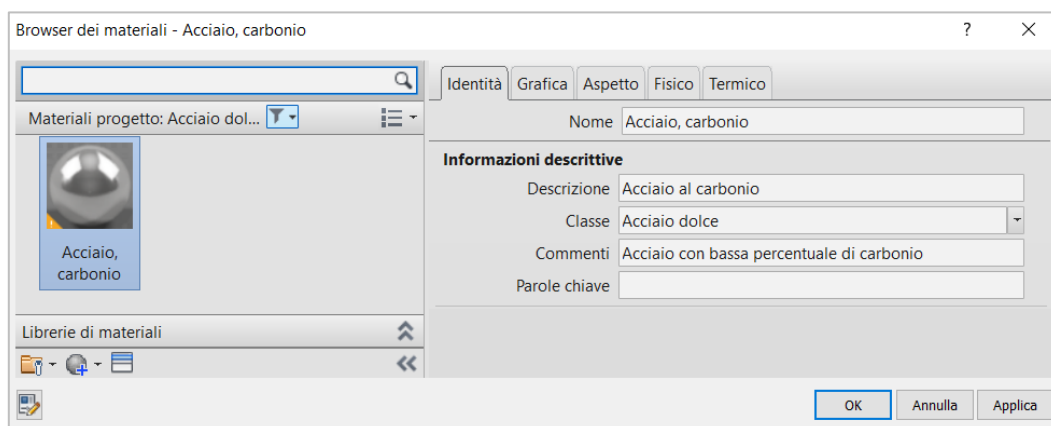 Browser dei materiali - Acciaio, carbonio
?
Identità Grafica Aspetto Fisico Termico
Materiali progetto: Acciaio dol...
Nome Acciaio, carbonio
Informazioni descrittive
Descrizione Acciaio al carbonio
Classe Acciaio dolce
Commenti Acciaio con bassa percentuale di carbonio
Parole chiave
Acciaio,
carbonio
Librerie di materiali
OK Annulla Applica